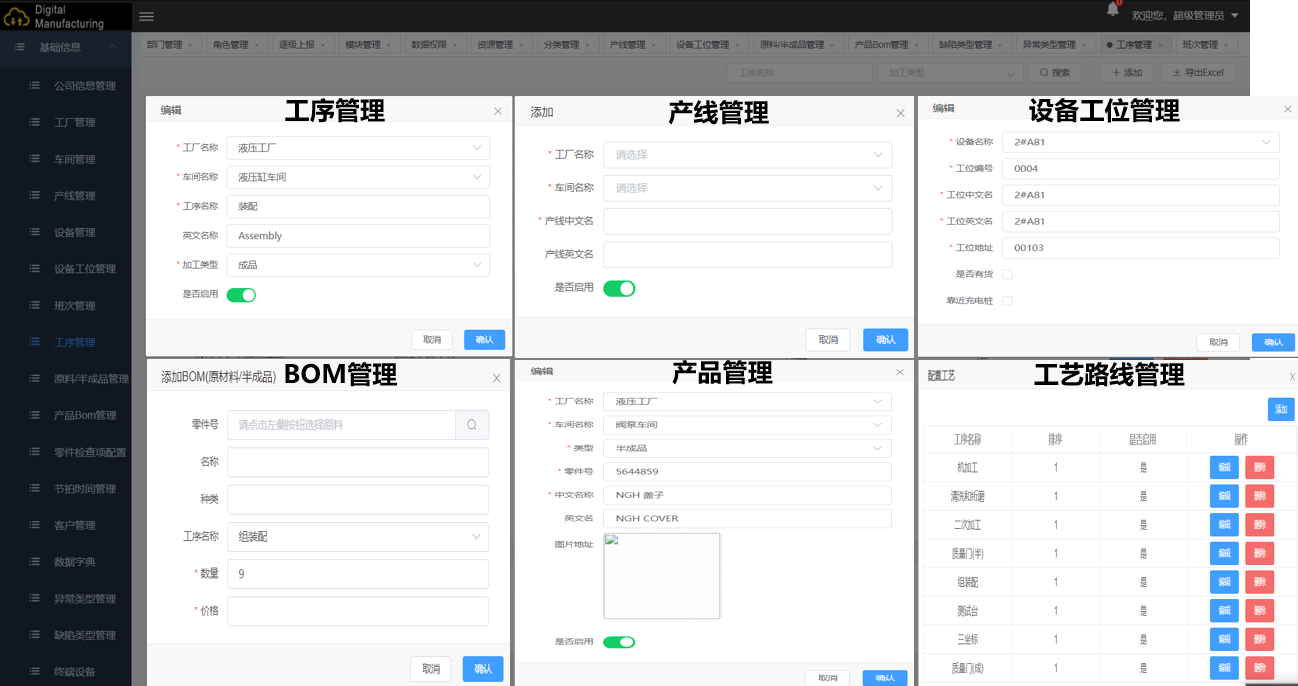 Digital
Manufacturing
欢迎您，超级管理员
基础信息
部门管理 × 角色管理 × 逐级上报 × 模块管理 × 数据权限 × 资源管理 × 分类管理 × 产线管理 × 设备工位管理 × 原料/半成品管理 × 产品Bom管理 × 缺陷类型管理 × 异常类型管理 × 工序管理 × 班次管理 ×
工序名称 加工类型 搜索 添加 导出Excel
公司信息管理
工厂管理
车间管理
产线管理
设备管理
设备工位管理
班次管理
工序管理
原料/半成品管理
产品Bom管理
零件检查项配置
节拍时间管理
客户管理
数据字典
异常类型管理
缺陷类型管理
终端设备
编辑 工序管理
* 工厂名称 液压工厂
* 车间名称 液压缸车间
* 工序名称 装配
英文名称 Assembly
* 加工类型 成品
是否启用
取消 确认
添加 产线管理
* 工厂名称 请选择
* 车间名称 请选择
* 产线中文名
产线英文名
是否启用
取消 确认
编辑 设备工位管理
* 设备名称 2#A81
* 工位编号 0004
* 工位中文名 2#A81
* 工位英文名 2#A81
* 工位地址 00103
是否有货
靠近充电桩
取消 确认
添加BOM(原材料/半成品) BOM管理
零件号 请点击左侧按钮选择原料
名称
种类
工序名称 组装配
* 数量 9
* 价格
取消 确认
编辑 产品管理
* 工厂名称 液压工厂
* 车间名称 阀泵车间
* 类型 半成品
* 零件号 5644859
* 中文名称 NGH 盖子
英文名 NGH COVER
图片地址
是否启用
取消 确认
配置工艺 工艺路线管理
添加
工序名称 排序 是否启用 操作
机加工 1 是 编辑 删除
清洗和折磨 1 是 编辑 删除
二次加工 1 是 编辑 删除
质量门(半) 1 是 编辑 删除
组装配 1 是 编辑 删除
测试台 1 是 编辑 删除
三坐标 1 是 编辑 删除
质量门(成) 1 是 编辑 删除